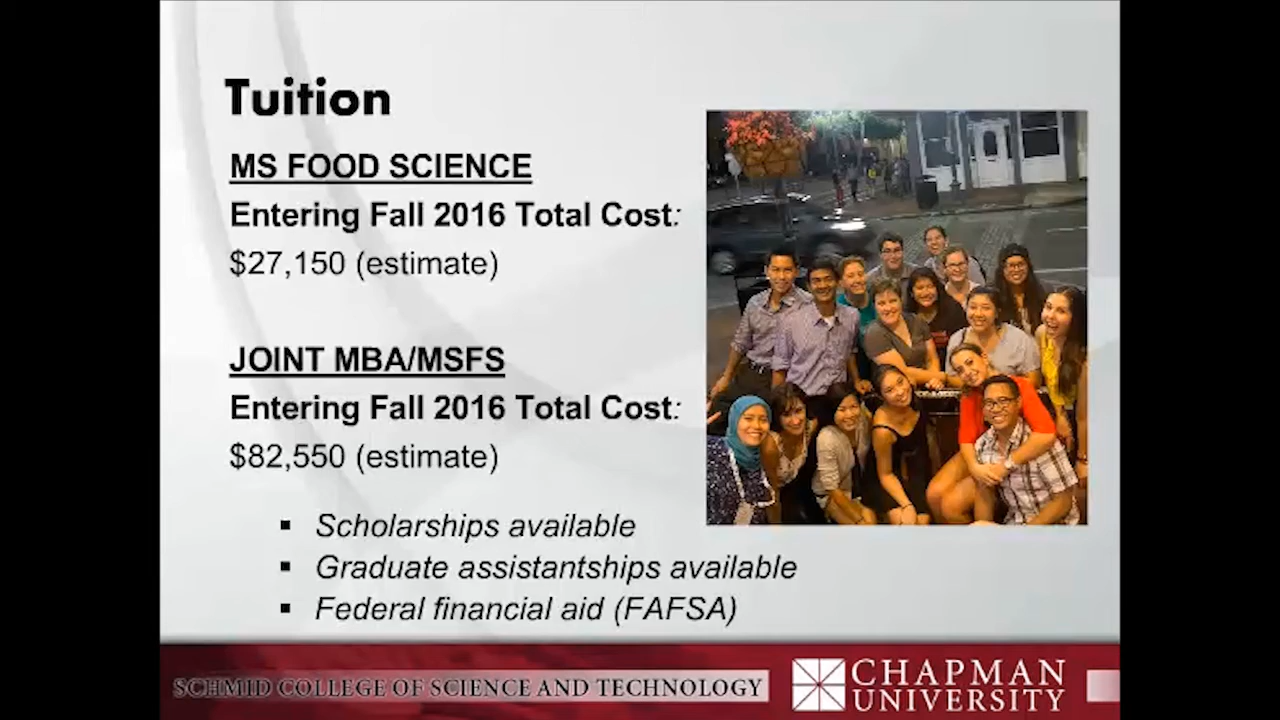 Tuition
MS FOOD SCIENCE
Entering Fall 2016 Total Cost:
$27,150 (estimate)
JOINT MBA/MSFS
Entering Fall 2016 Total Cost:
$82,550 (estimate)
▪ Scholarships available
▪ Graduate assistantships available
▪ Federal financial aid (FAFSA)
SCHMID COLLEGE OF SCIENCE AND TECHNOLOGY
CHAPMAN
UNIVERSITY